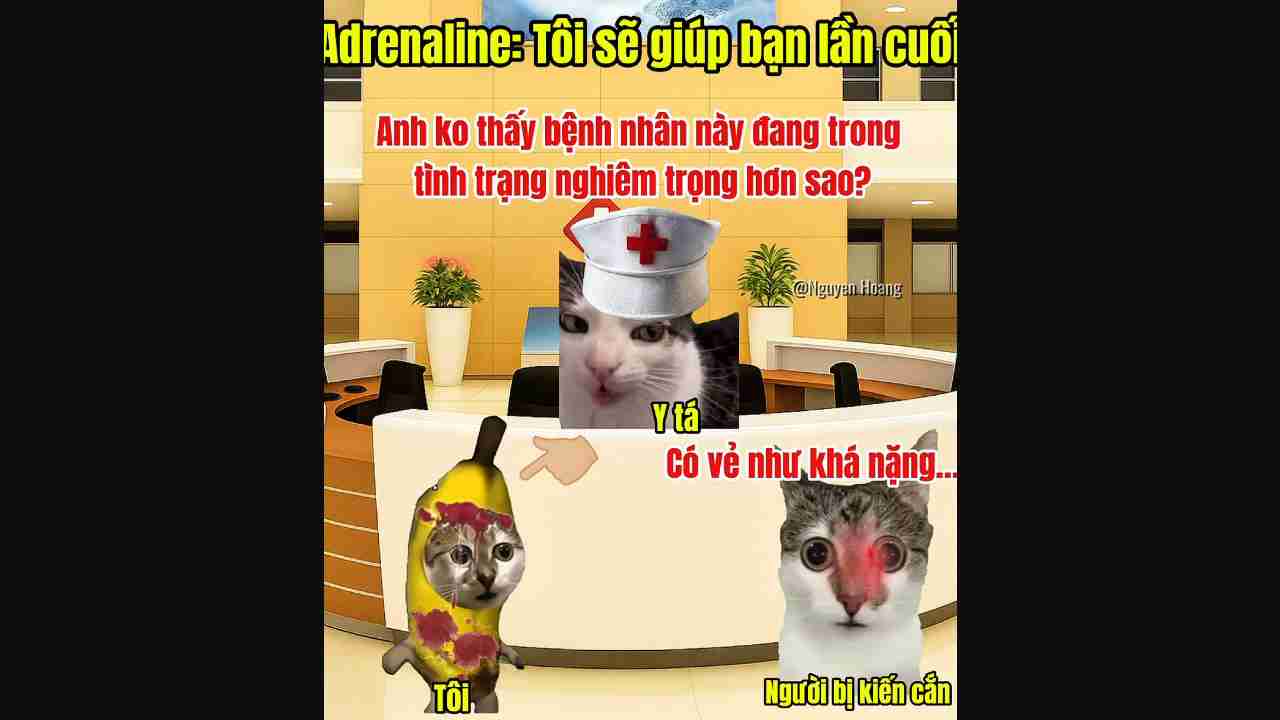 Adrenaline: Tôi sẽ giúp bạn lần cuối
Anh ko thấy bệnh nhân này đang trong
tình trạng nghiêm trọng hơn sao?
@Nguyen Hoang
Y tá
Có vẻ như khá nặng...
Tôi
Người bị kiến cắn